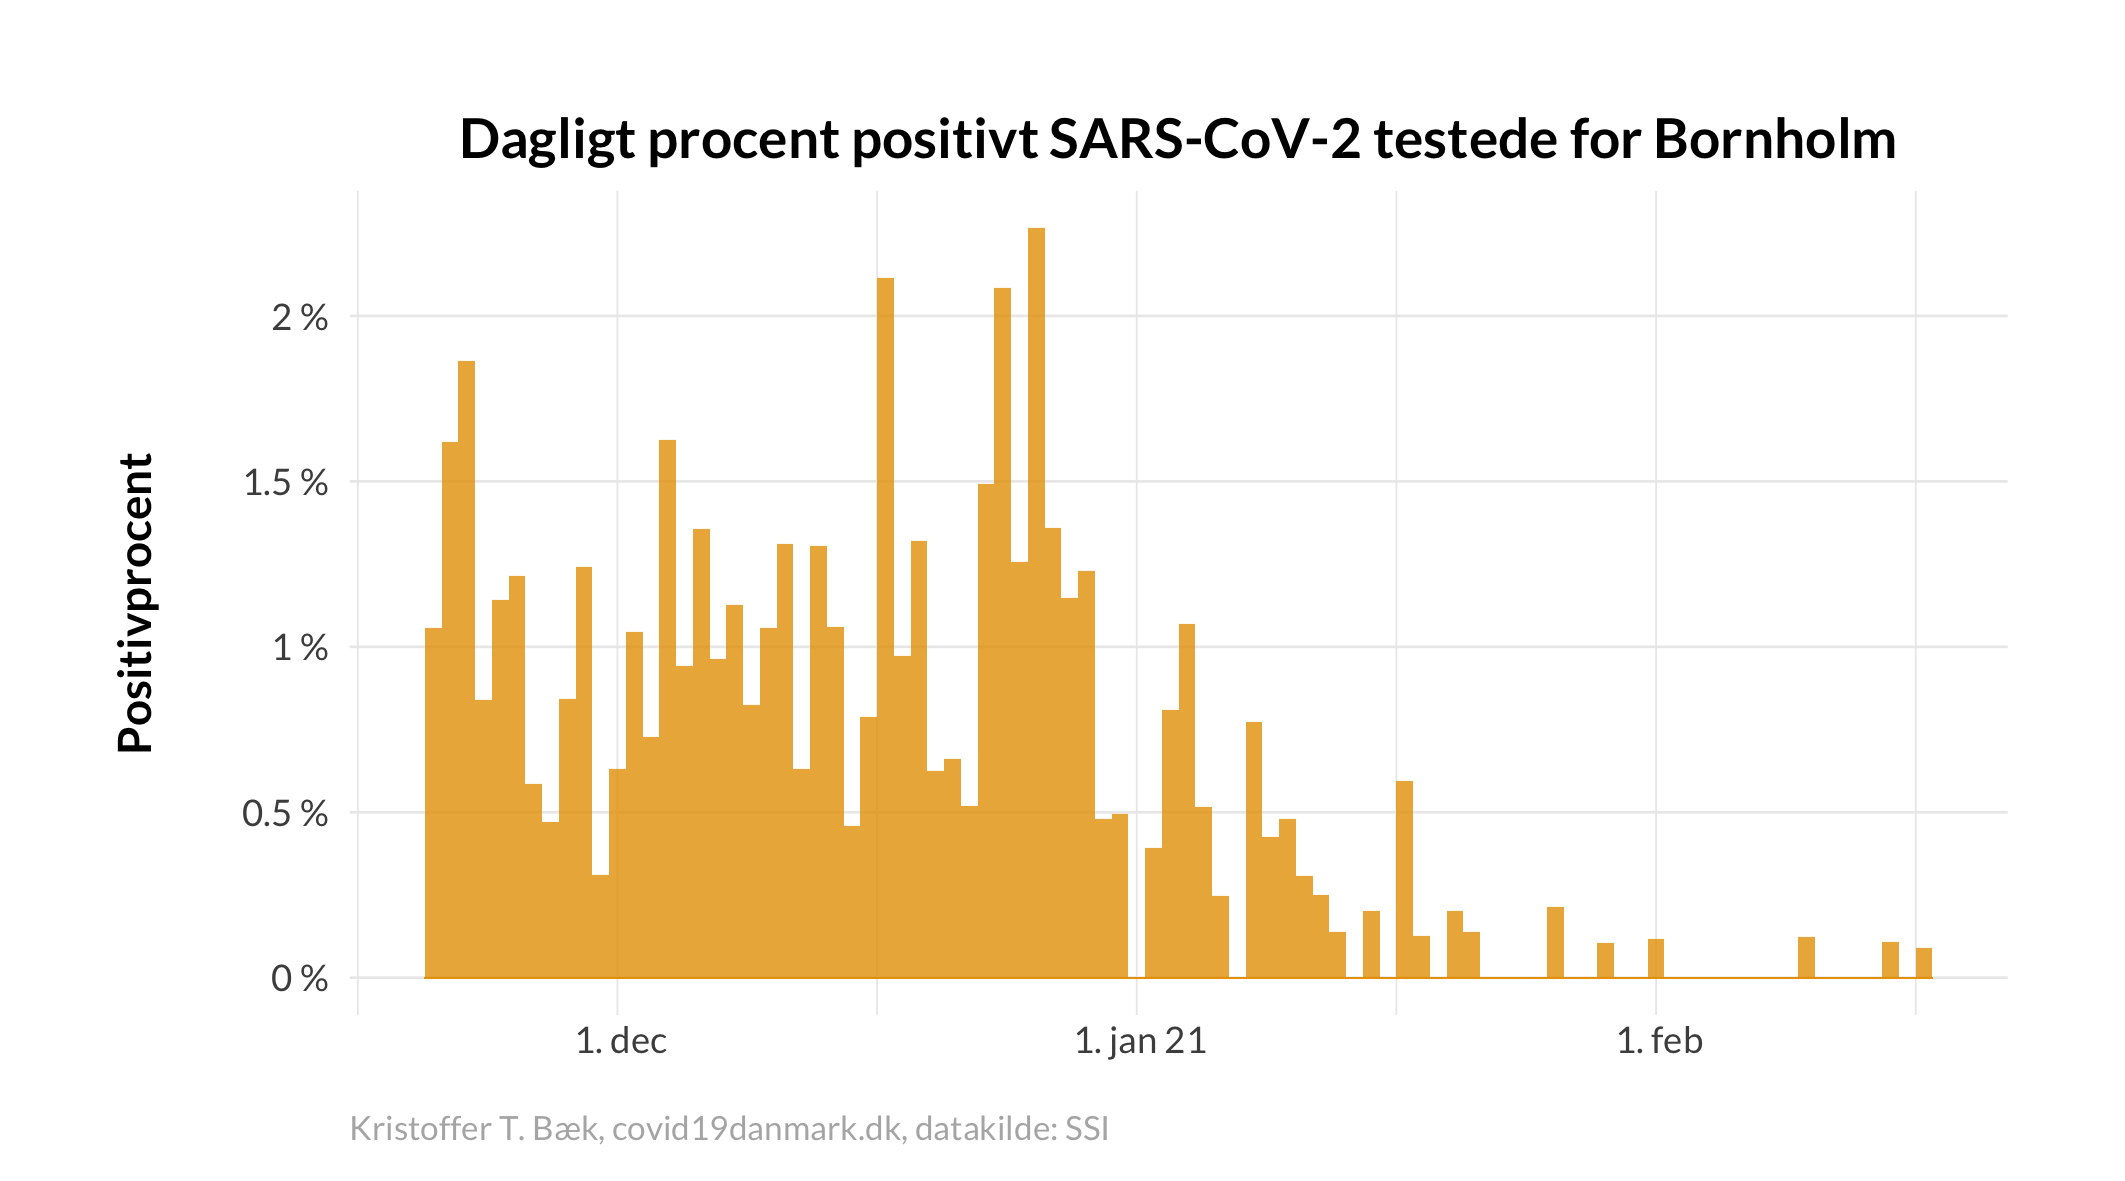 Dagligt procent positivt SARS-CoV-2 testede for Bornholm
Positivprocent
2 %
1.5 %
1 %
0.5 %
0 %
1. dec
1. jan 21
1. feb
Kristoffer T. Bæk, covid19danmark.dk, datakilde: SSI